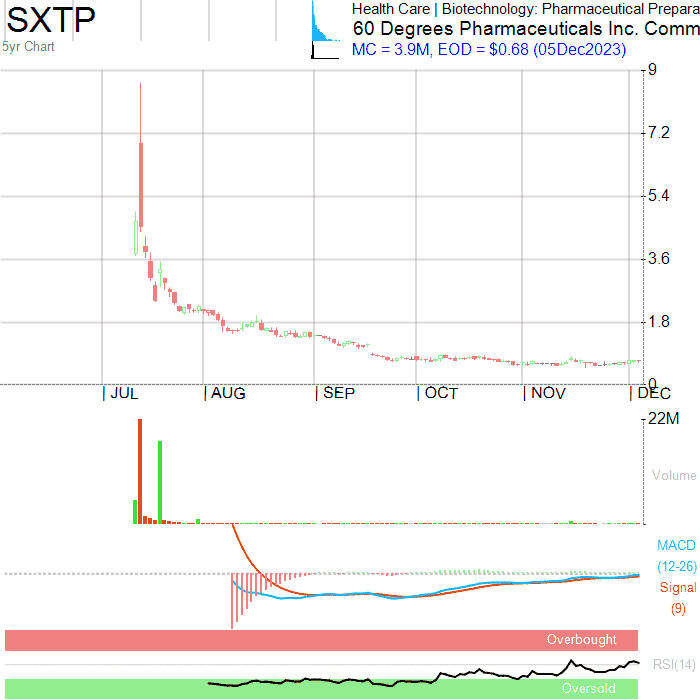 SXTP
5yr Chart
Health Care | Biotechnology: Pharmaceutical Prepara
60 Degrees Pharmaceuticals Inc. Comm
MC = 3.9M, EOD = $0.68 (05Dec2023)
9
7.2
5.4
3.6
1.8
0
JUL AUG SEP OCT NOV DEC
22M
Volume
MACD
(12-26)
Signal
(9)
Overbought
RSI(14)
Oversold